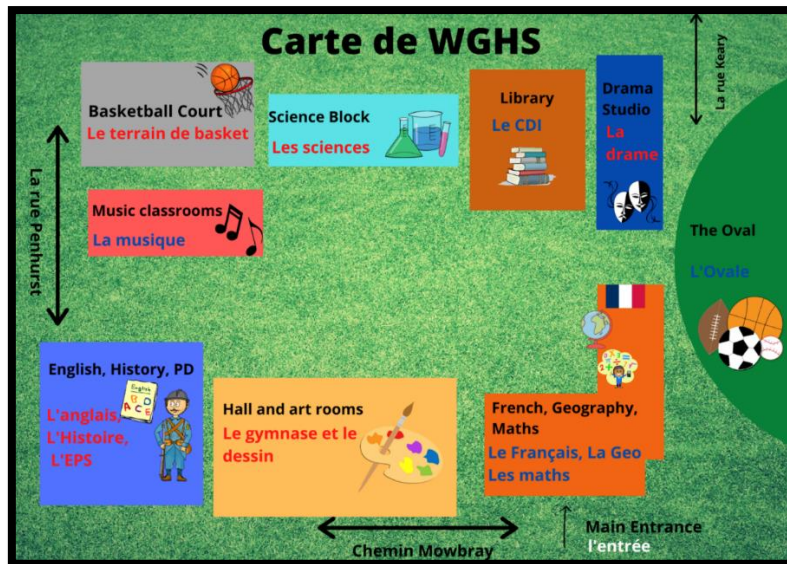 Carte de WGHS
La rue Keary
Basketball Court
Le terrain de basket
Science Block
Les sciences
Library
Le CDI
Drama
Studio
La
drame
La rue Penhurst
Music classrooms
La musique
The Oval
L'Ovale
English, History, PD
English
L'anglais,
L'Histoire,
L'EPS
Hall and art rooms
Le gymnase et le
dessin
French, Geography,
Maths
Le Français, La Geo
Les maths
Chemin Mowbray
Main Entrance
l'entrée